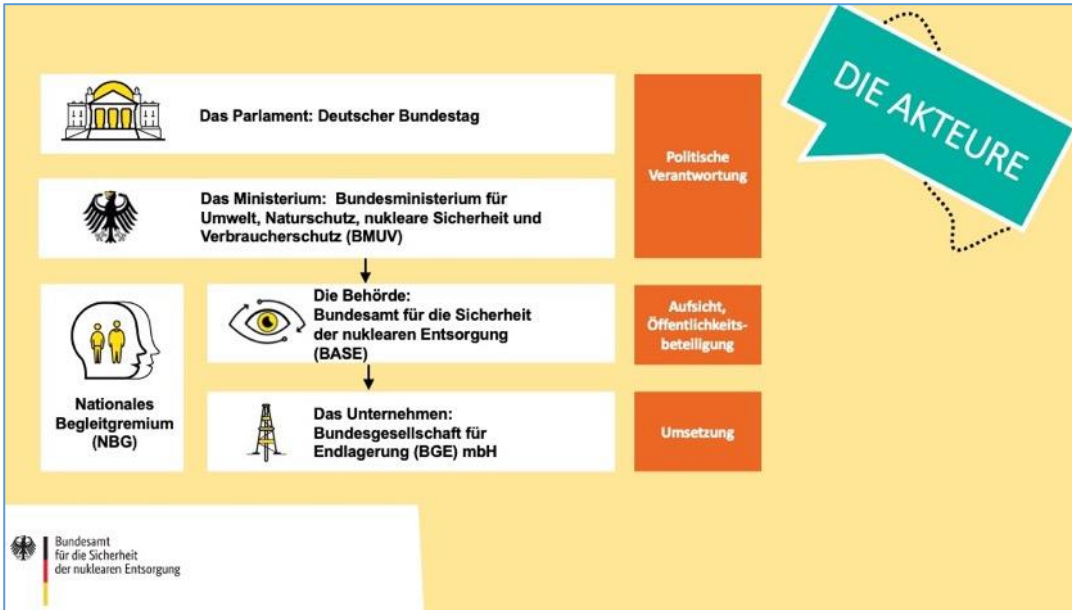 DIE AKTEURE
Das Parlament: Deutscher Bundestag
Politische
Verantwortung
Das Ministerium: Bundesministerium für
Umwelt, Naturschutz, nukleare Sicherheit und
Verbraucherschutz (BMUV)
Die Behörde:
Bundesamt für die Sicherheit
der nuklearen Entsorgung
(BASE)
Aufsicht,
Öffentlichkeits-
beteiligung
Nationales
Begleitgremium
(NBG)
Das Unternehmen:
Bundesgesellschaft für
Endlagerung (BGE) mbH
Umsetzung
Bundesamt
für die Sicherheit
der nuklearen Entsorgung